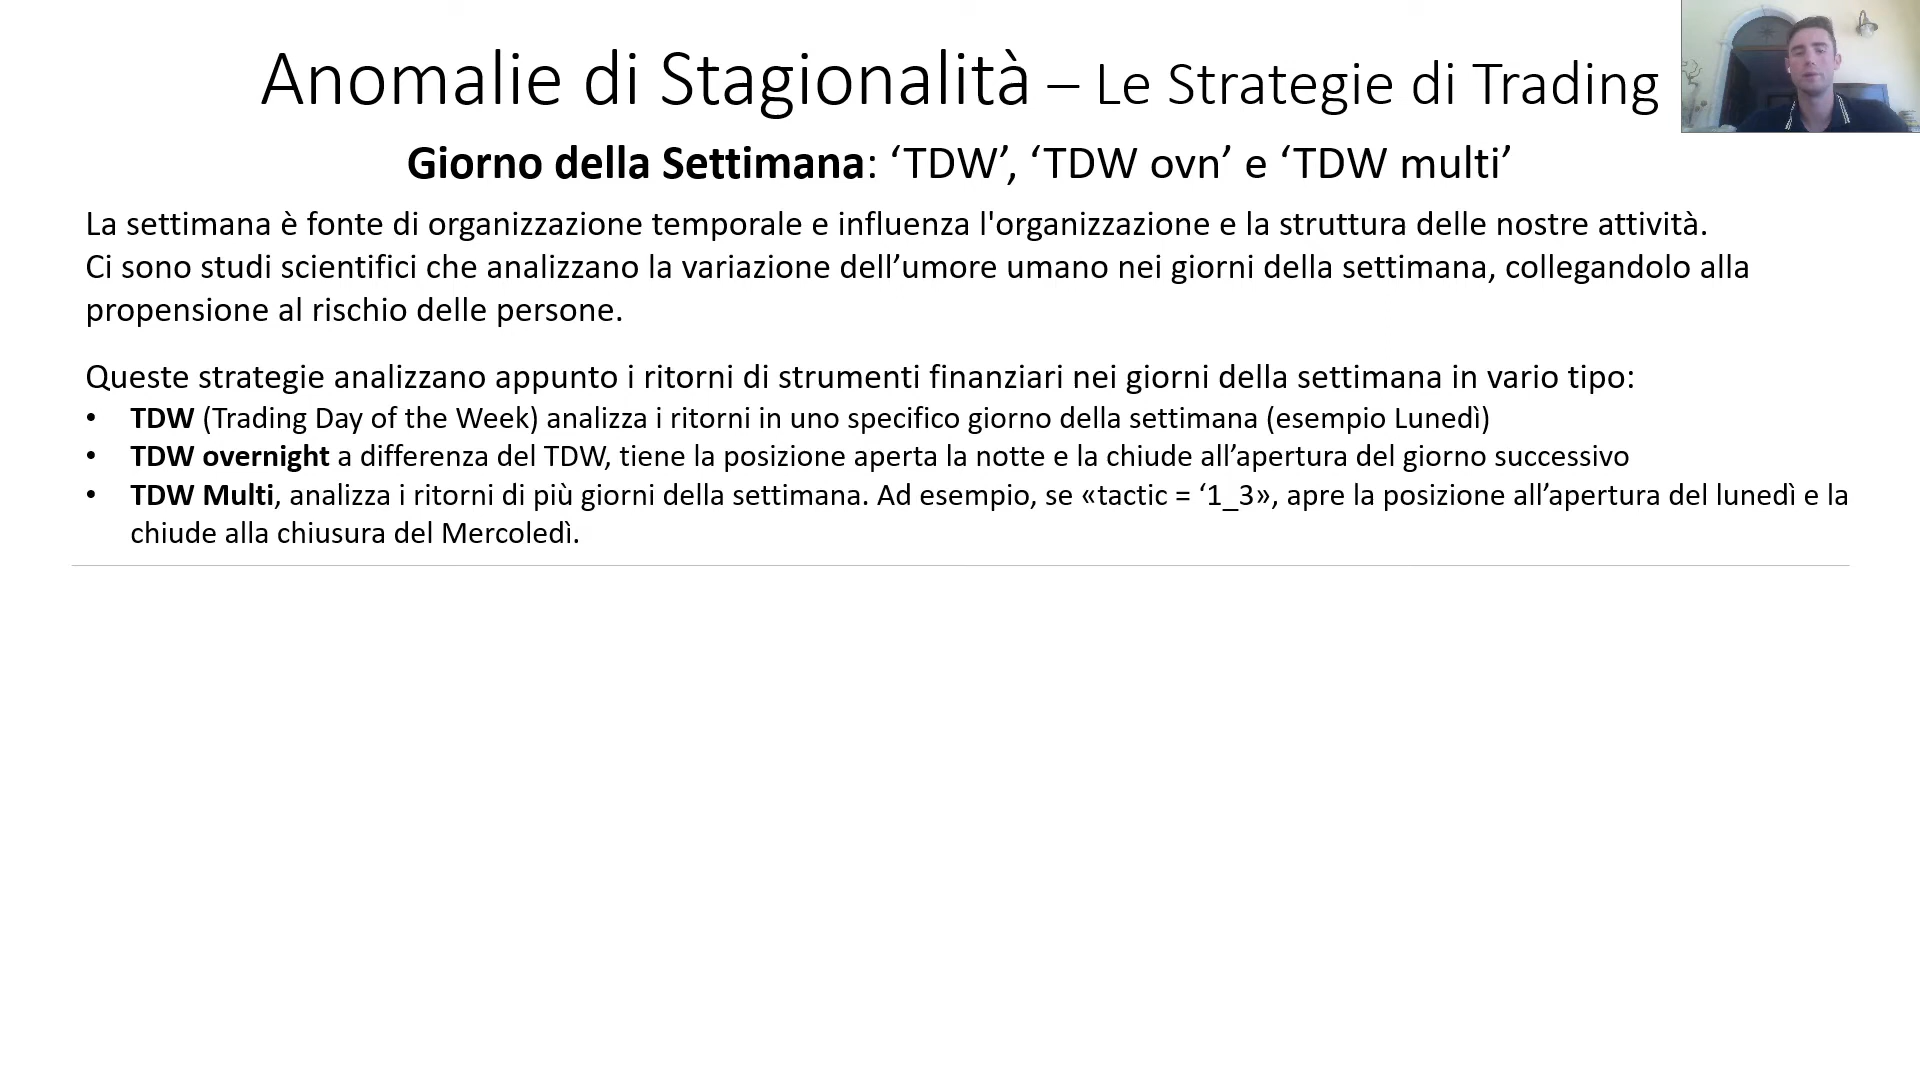 Anomalie di Stagionalità – Le Strategie di Trading
Giorno della Settimana: ‘TDW’, ‘TDW ovn’ e ‘TDW multi’
La settimana è fonte di organizzazione temporale e influenza l'organizzazione e la struttura delle nostre attività.
Ci sono studi scientifici che analizzano la variazione dell’umore umano nei giorni della settimana, collegandolo alla
propensione al rischio delle persone.
Queste strategie analizzano appunto i ritorni di strumenti finanziari nei giorni della settimana in vario tipo:
• TDW (Trading Day of the Week) analizza i ritorni in uno specifico giorno della settimana (esempio Lunedì)
• TDW overnight a differenza del TDW, tiene la posizione aperta la notte e la chiude all’apertura del giorno successivo
• TDW Multi, analizza i ritorni di più giorni della settimana. Ad esempio, se «tactic = ‘1_3», apre la posizione all’apertura del lunedì e la
chiude alla chiusura del Mercoledì.